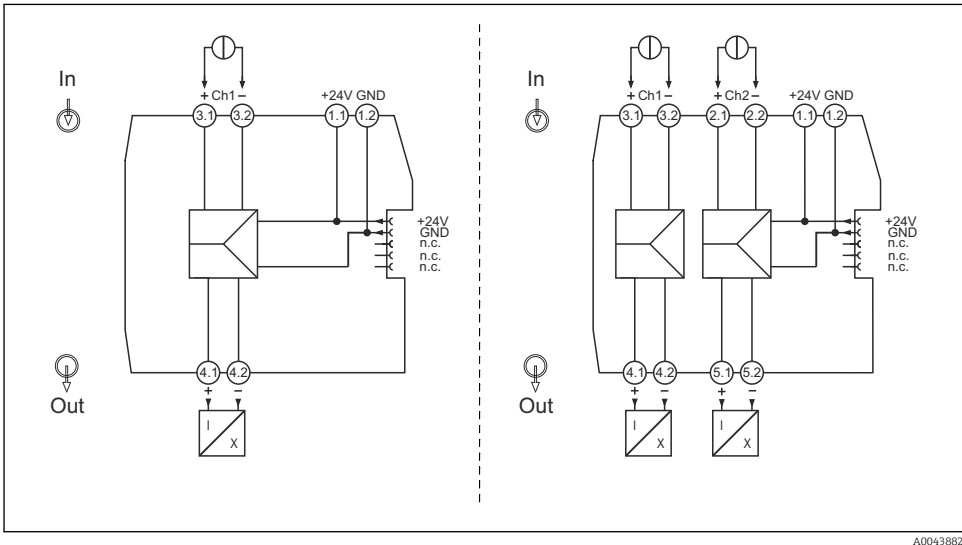 In
+ Ch1 −
+24V GND
3.1 3.2 1.1 1.2
+24V
GND
n.c.
n.c.
n.c.
4.1 4.2
+ −
Out
I
X
In
+ Ch1 − + Ch2 − +24V GND
3.1 3.2 2.1 2.2 1.1 1.2
+24V
GND
n.c.
n.c.
n.c.
4.1 4.2 5.1 5.2
+ − + −
Out
I I
X X
A0043882